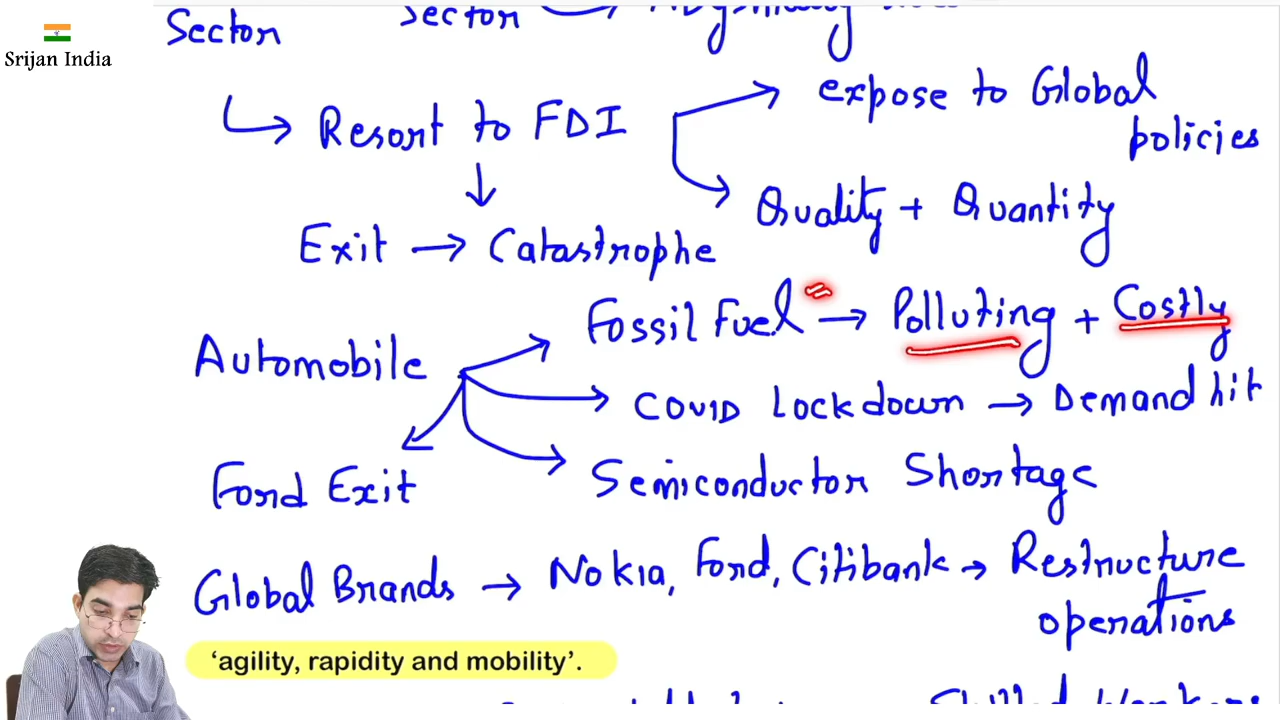 Srijan India
Sector
Sector
→ Resort to FDI
→ expose to Global
policies
→ Quality + Quantity
↓
Exit → Catastrophe
Automobile
→ Fossil Fuel → Polluting + Costly
→ COVID Lockdown → Demand hit
→ Semiconductor Shortage
Ford Exit
Global Brands → Nokia, Ford, Citibank → Restructure
operations
‘agility, rapidity and mobility’.